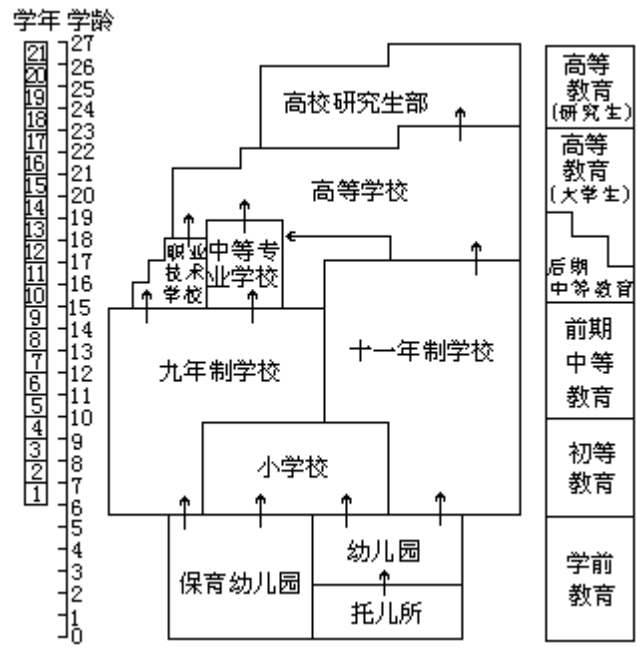 学年 学龄
27
21 26
20 25
19 24
18 23
17 22
16 21
15 20
14 19
13 18
12 17
11 16
10 15
9 14
8 13
7 12
6 11
5 10
4 9
3 8
2 7
1 6
5
4
3
2
1
0
高校研究生部
高等学校
职业
技术
学校
中等专
业学校
九年制学校
十一年制学校
小学校
保育幼儿园
幼儿园
托儿所
高等
教育
(研究生)
高等
教育
(大学生)
后期
中等教育
前期
中等
教育
初等
教育
学前
教育